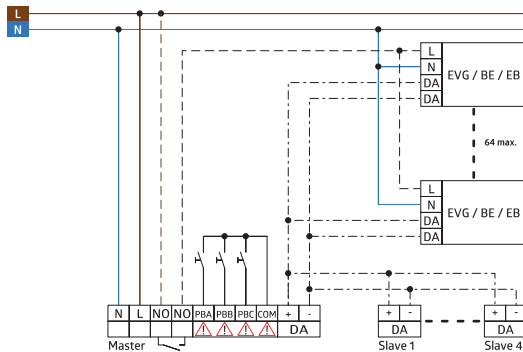 L
N
L
N
EVG / BE / EB
DA
DA
64 max.
L
N
EVG / BE / EB
DA
DA
N L NO NO PBA PBB PBC COM + -
DA
+ -
DA
+ -
DA
Master
Slave 1
Slave 4